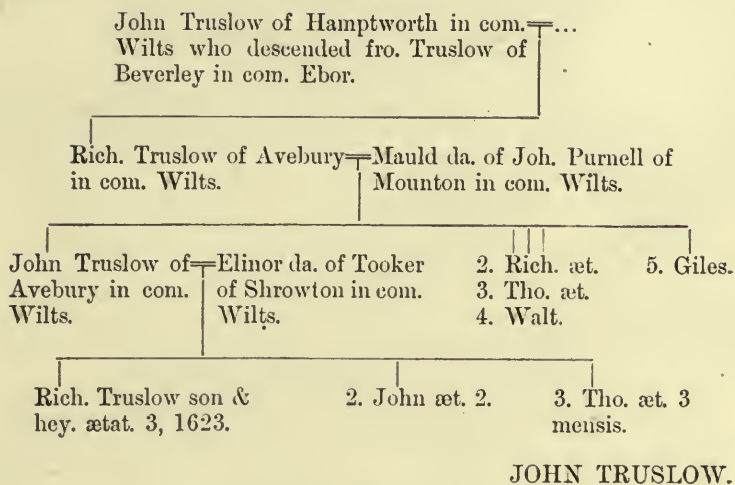 John Truslow of Hamptworth in com.=...
Wilts who descended fro. Truslow of
Beverley in com. Ebor.
Rich. Truslow of Avebury=Mauld da. of Joh. Purnell of
in com. Wilts. Mounton in com. Wilts.
John Truslow of=Elinor da. of Tooker 2. Rich. æt. 5. Giles.
Avebury in com. of Shrowton in com. 3. Tho. æt.
Wilts. Wilts. 4. Walt.
Rich. Truslow son & 2. John æt. 2. 3. Tho. æt. 3
hey. ætat. 3, 1623. mensis.
JOHN TRUSLOW.